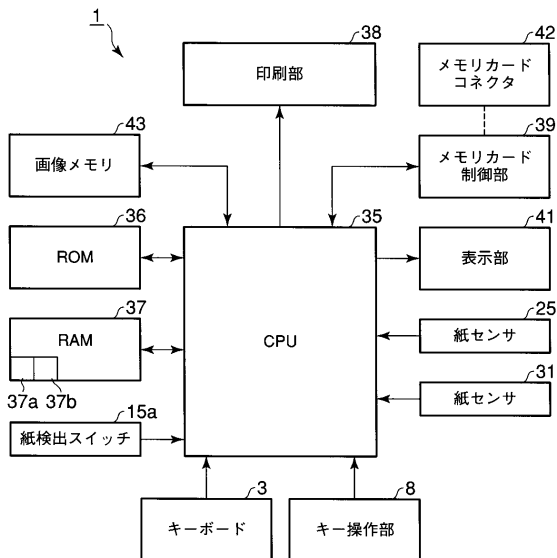 1
38
印刷部
42
メモリカード
コネクタ
43
画像メモリ
39
メモリカード
制御部
36
ROM
35
CPU
41
表示部
37
RAM
37a 37b
25
紙センサ
31
紙センサ
15a
紙検出スイッチ
3
キーボード
8
キー操作部